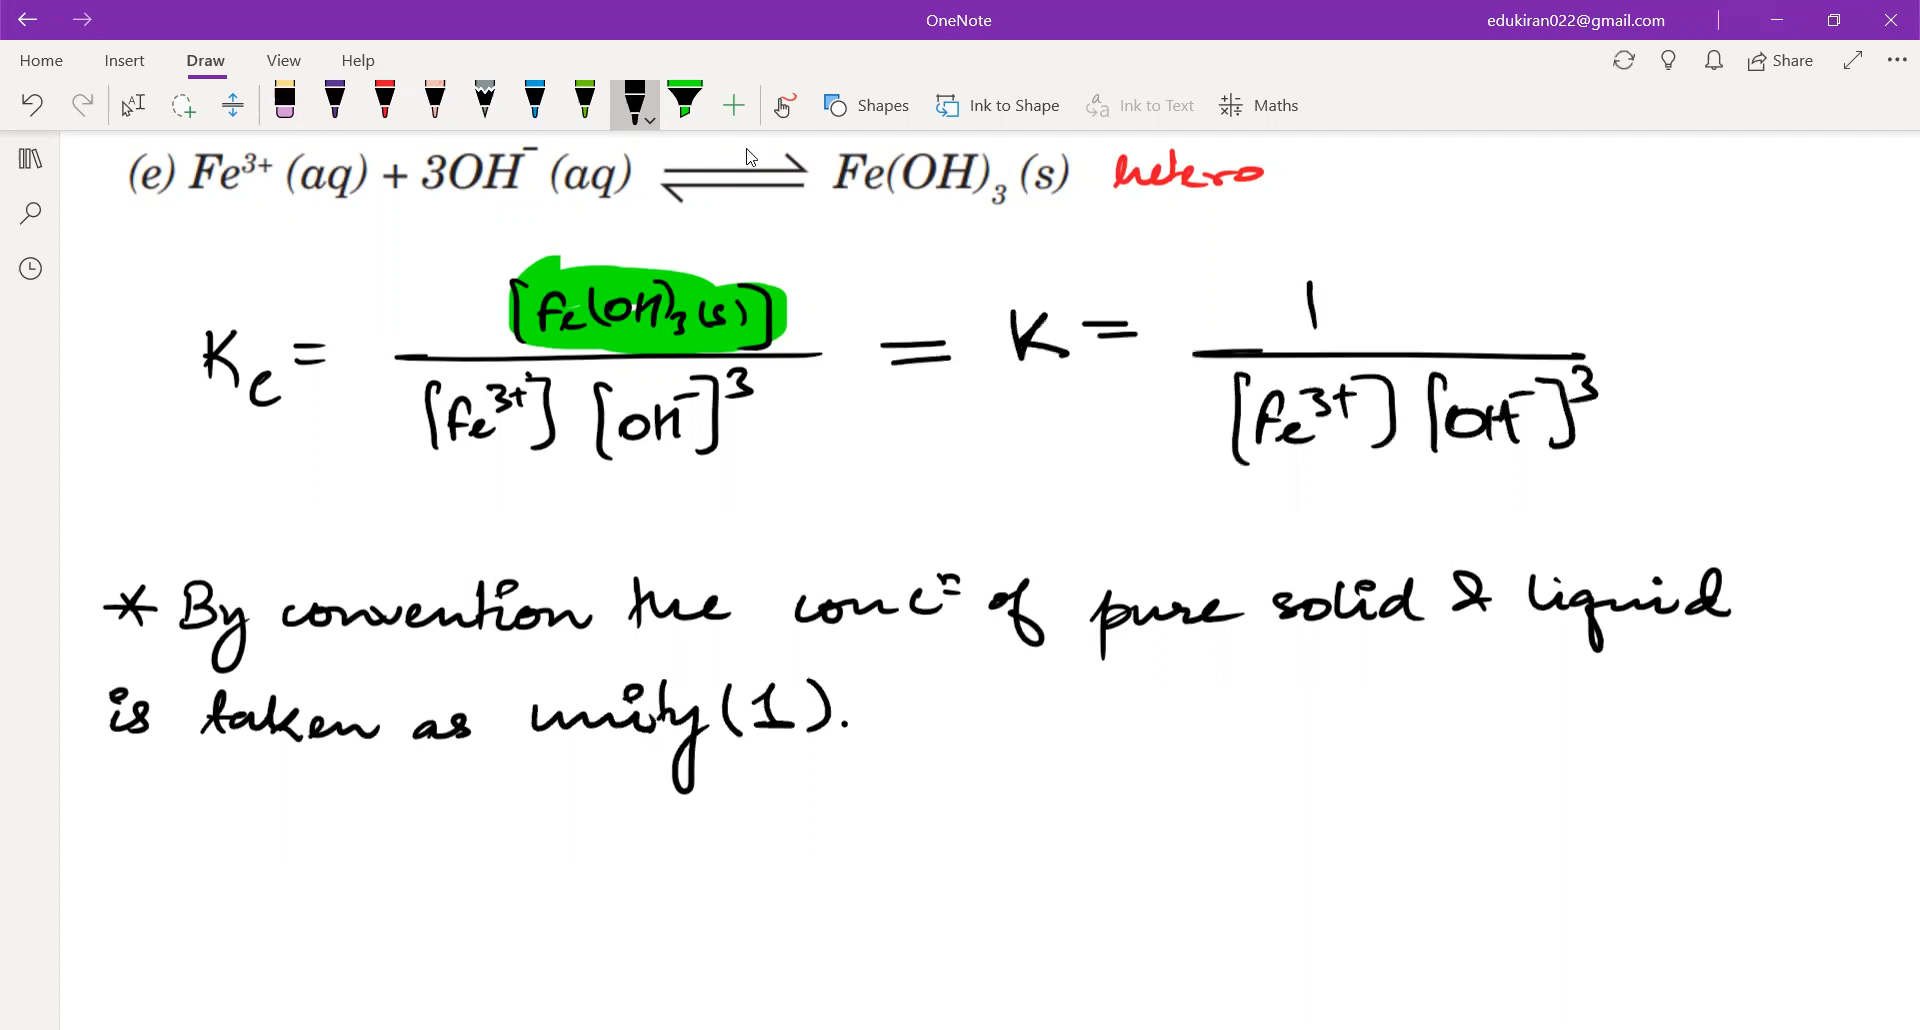 OneNote
edukiran022@gmail.com
Home Insert Draw View Help Share
Shapes Ink to Shape Ink to Text Maths
(e) Fe³⁺ (aq) + 3OH⁻ (aq) ⇌ Fe(OH)₃ (s) hetero
[Fe(OH)₃(s)] 1
Kc = = K =
[Fe³⁺] [OH⁻]³ [Fe³⁺] [OH⁻]³
* By convention the concⁿ of pure solid & liquid
is taken as unity (1).